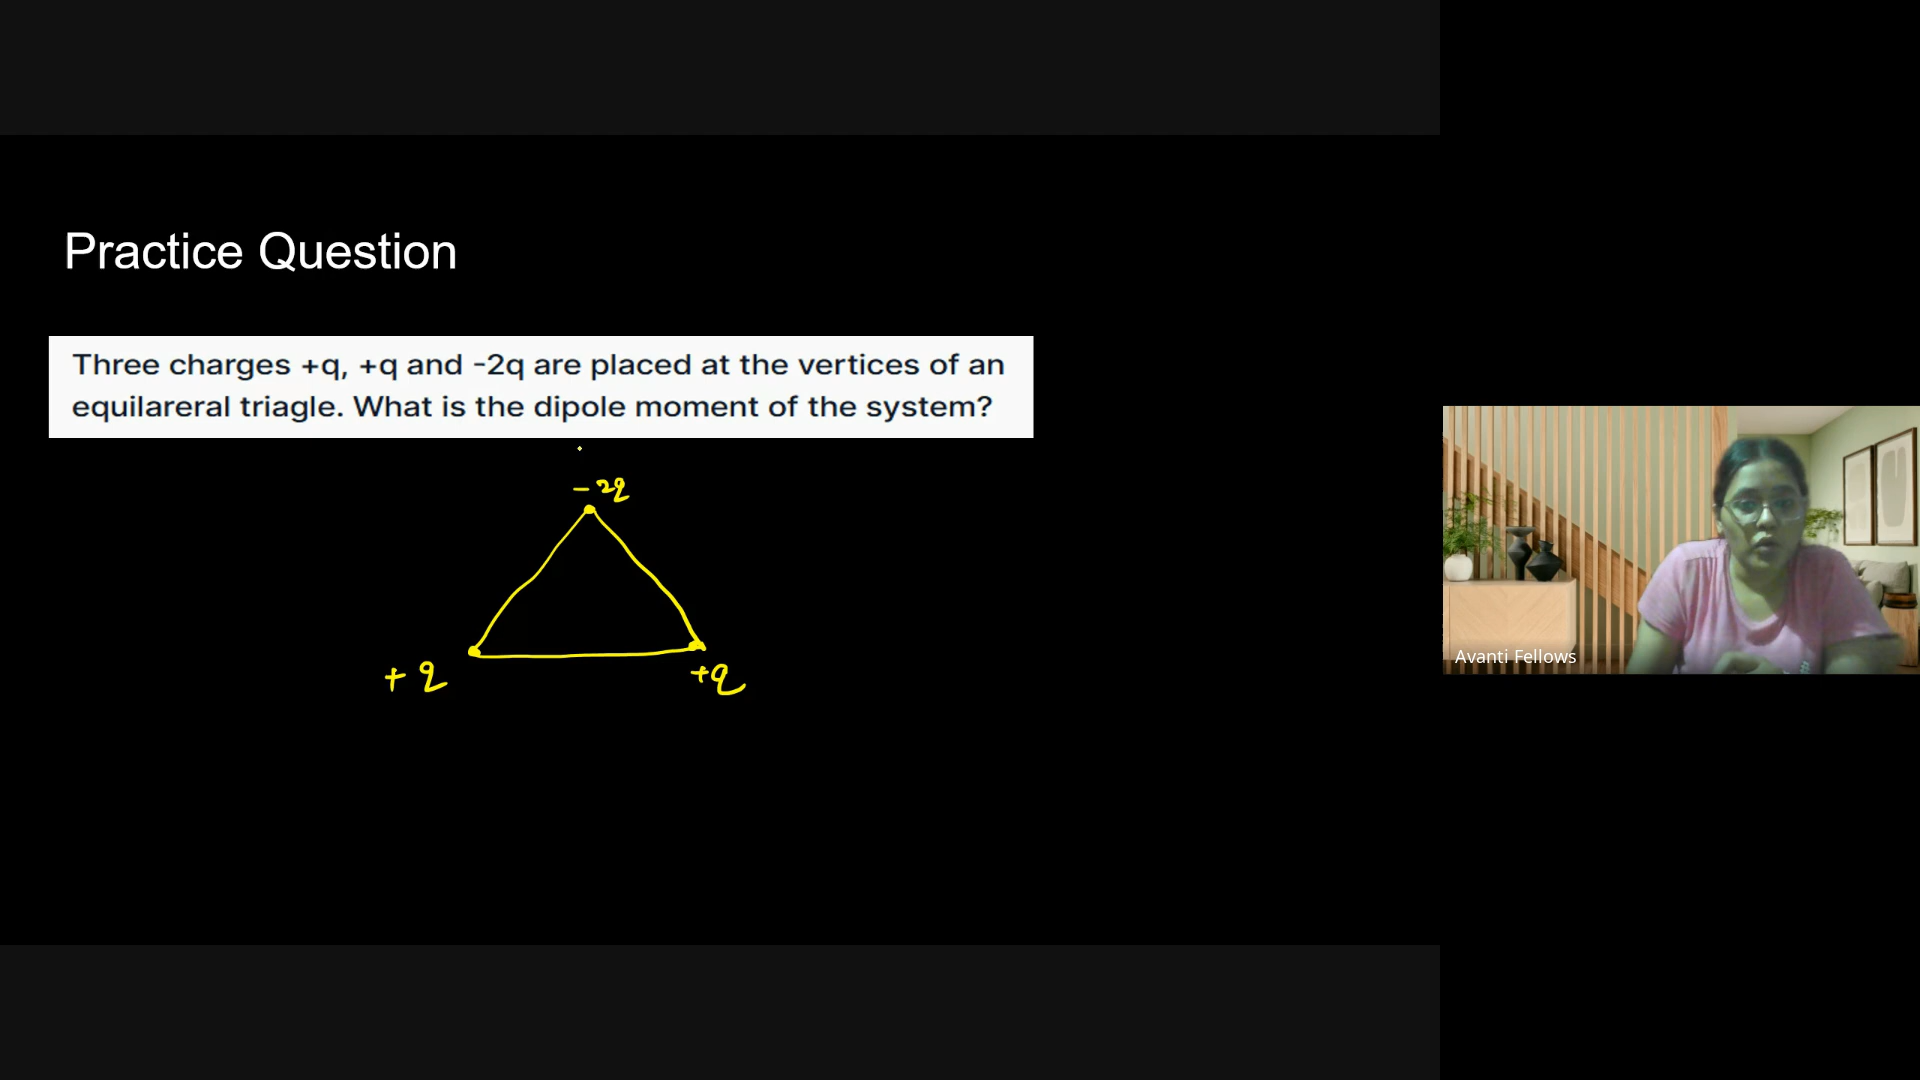 Practice Question
Three charges +q, +q and -2q are placed at the vertices of an
equilareral triagle. What is the dipole moment of the system?
-2q
+q
+q
Avanti Fellows